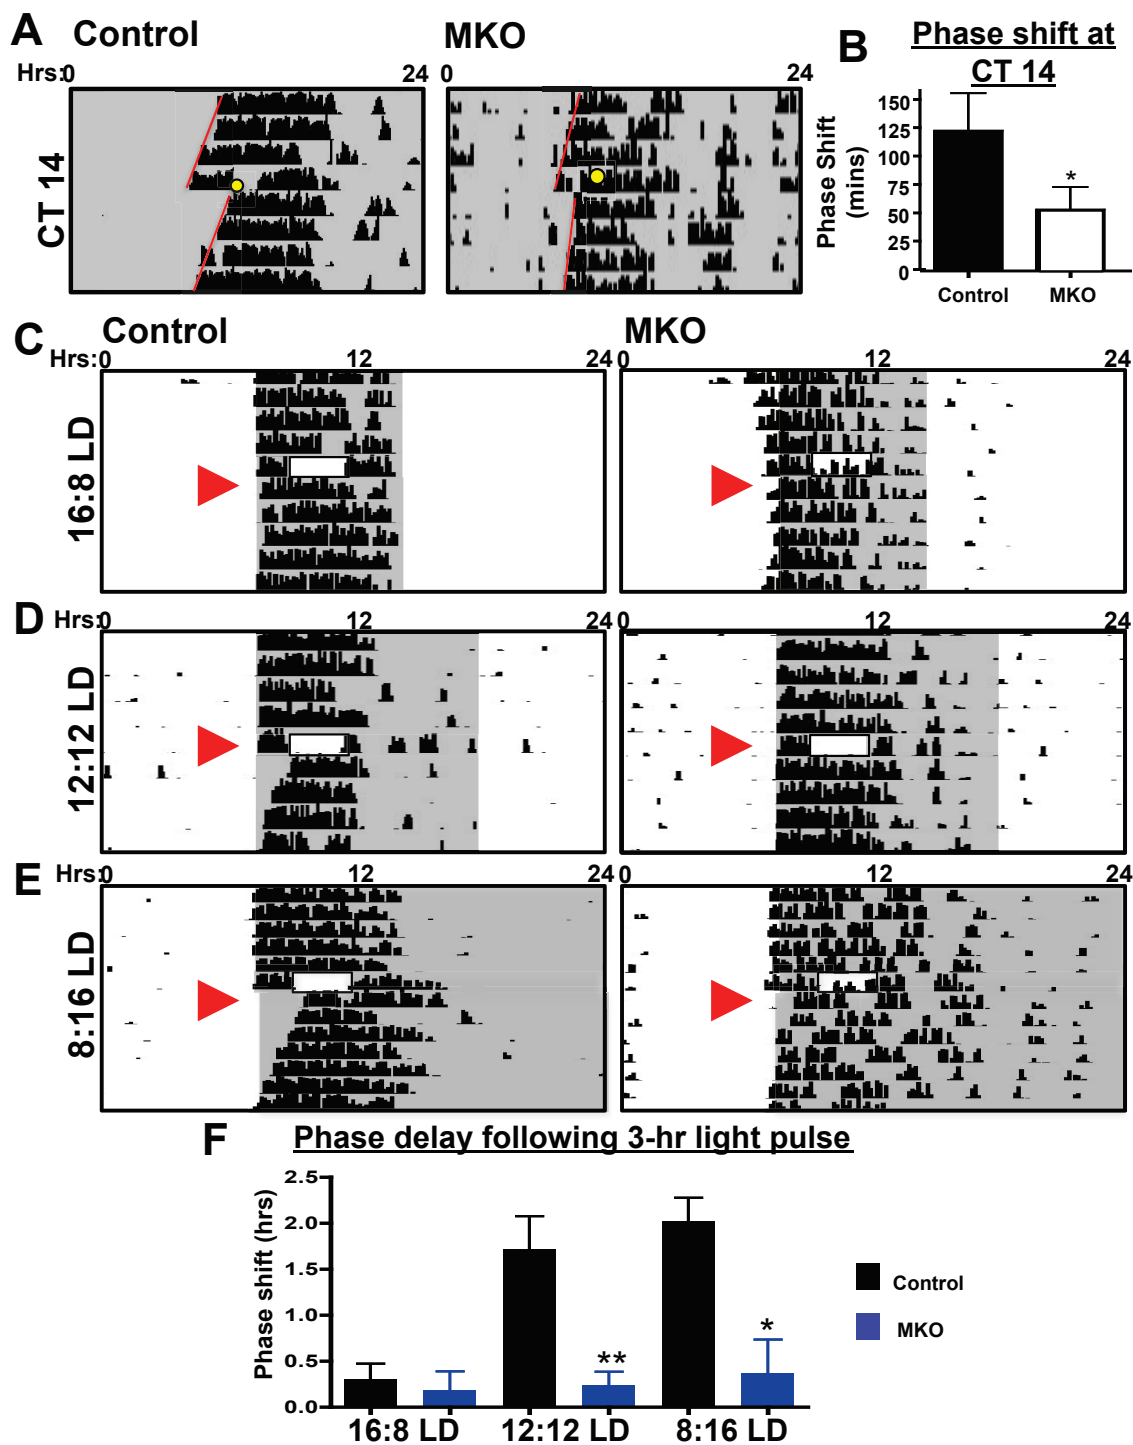 A Control MKO
Hrs:0 24 0 24
CT 14
B Phase shift at
CT 14
Phase Shift
(mins)
150
125
100
75
50
25
0
*
Control MKO
C Control MKO
Hrs:0 12 24 0 12 24
16:8 LD
D Hrs:0 12 24 0 12 24
12:12 LD
E Hrs:0 12 24 0 12 24
8:16 LD
F Phase delay following 3-hr light pulse
Phase shift (hrs)
2.5
2.0
1.5
1.0
0.5
0.0
** *
16:8 LD 12:12 LD 8:16 LD
Control
MKO